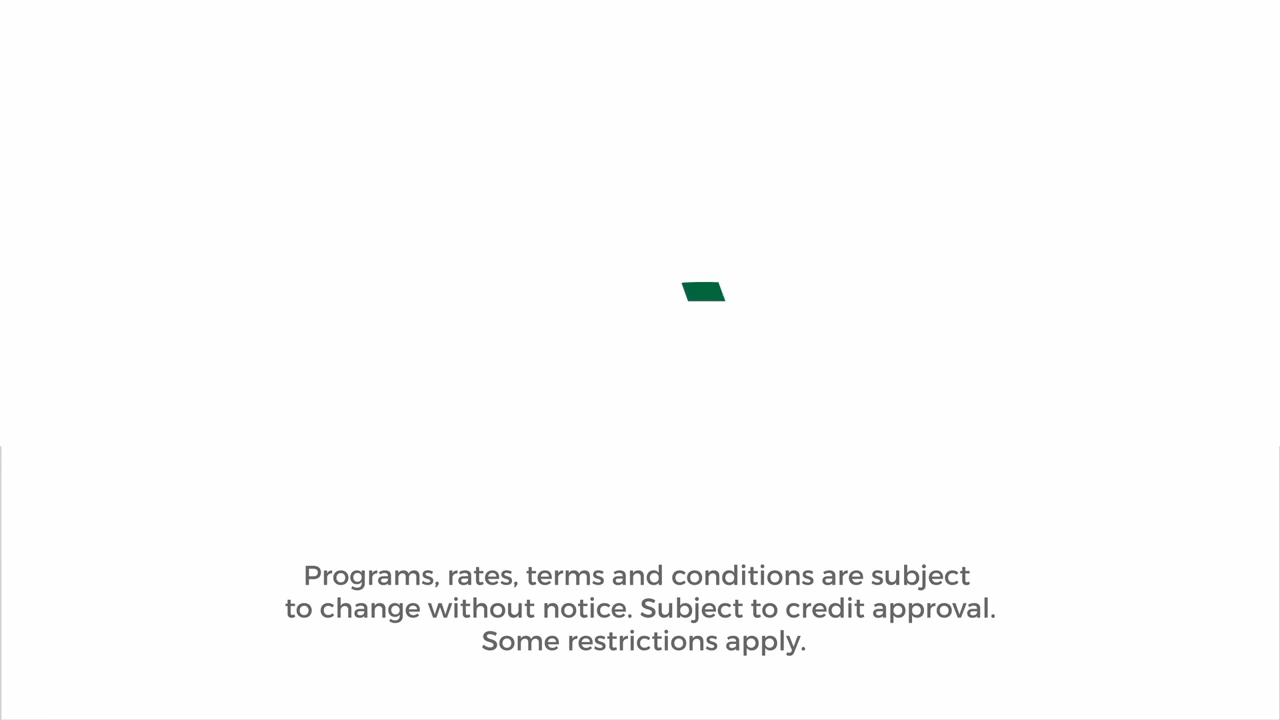 Programs, rates, terms and conditions are subject
to change without notice. Subject to credit approval.
Some restrictions apply.